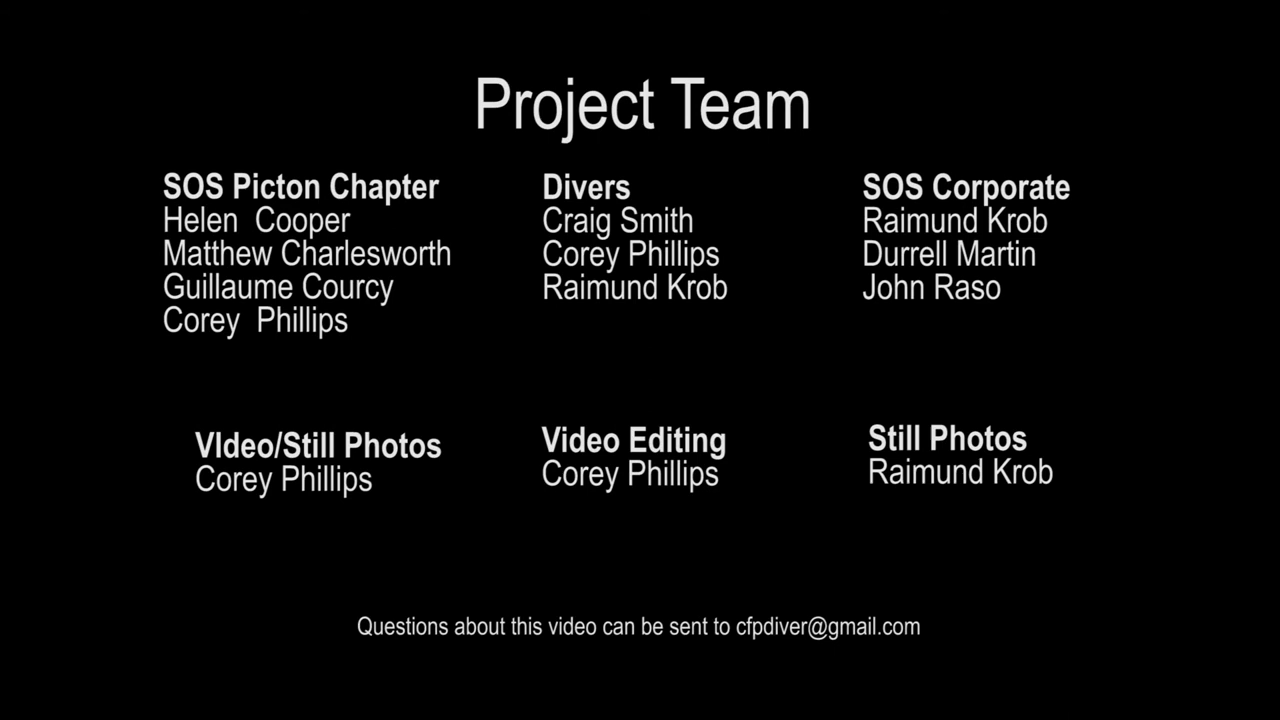 Project Team
SOS Picton Chapter
Helen  Cooper
Matthew Charlesworth
Guillaume Courcy
Corey  Phillips
Divers
Craig Smith
Corey Phillips
Raimund Krob
SOS Corporate
Raimund Krob
Durrell Martin
John Raso
VIdeo/Still Photos
Corey Phillips
Video Editing
Corey Phillips
Still Photos
Raimund Krob
Questions about this video can be sent to cfpdiver@gmail.com